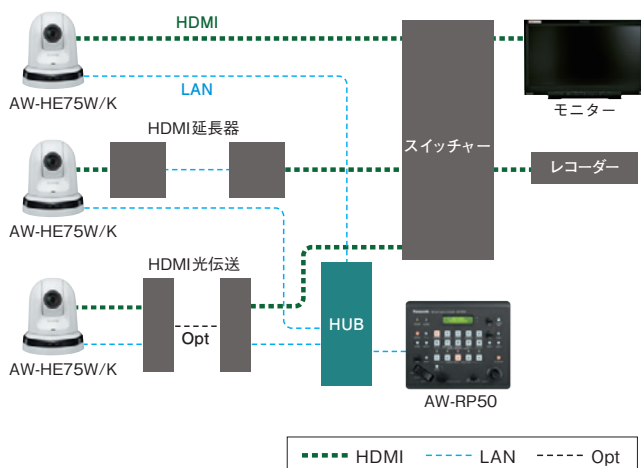 HDMI
LAN
AW-HE75W/K
モニター
HDMI延長器
スイッチャー
レコーダー
AW-HE75W/K
HDMI光伝送
Opt
HUB
Panasonic
AW-HE75W/K
AW-RP50
HDMI
LAN
Opt